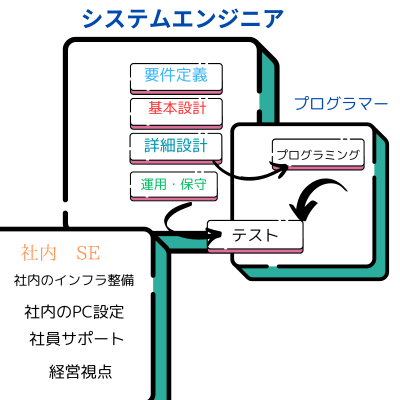 システムエンジニア
要件定義
基本設計
詳細設計
運用・保守
プログラマー
プログラミング
テスト
社内　SE
社内のインフラ整備
社内のPC設定
社員サポート
経営視点